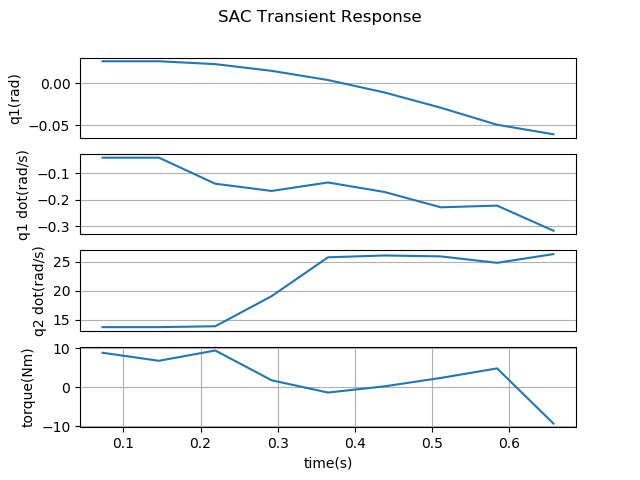 SAC Transient Response
q1(rad)
0.00
−0.05
q1 dot(rad/s)
−0.1
−0.2
−0.3
q2 dot(rad/s)
25
20
15
torque(Nm)
10
0
−10
0.1 0.2 0.3 0.4 0.5 0.6
time(s)